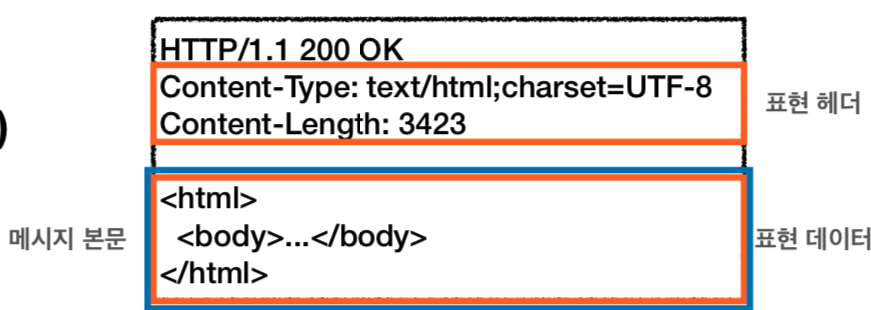 HTTP/1.1 200 OK
Content-Type: text/html;charset=UTF-8
Content-Length: 3423
표현 헤더
)
<html>
<body>...</body>
</html>
메시지 본문
표현 데이터